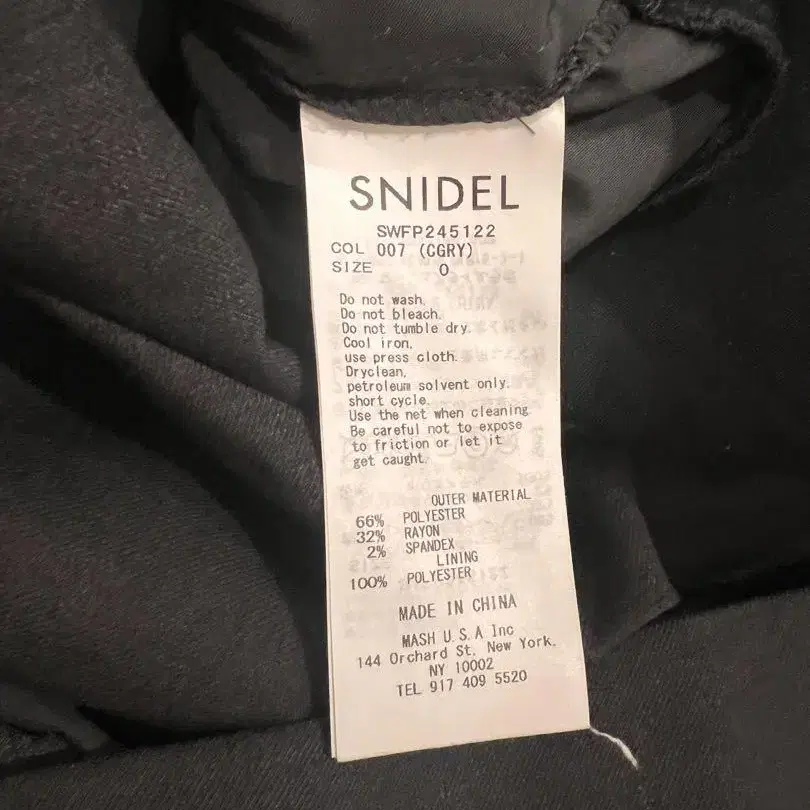 SNIDEL
SWFP245122
COL 007 (CGRY)
SIZE 0
Do not wash.
Do not bleach.
Do not tumble dry.
Cool iron,
use press cloth.
Dryclean,
petroleum solvent only.
short cycle.
Use the net when cleaning
Be careful not to expose
to friction or let it
get caught.
OUTER MATERIAL
66% POLYESTER
32% RAYON
2% SPANDEX
LINING
100% POLYESTER
MADE IN CHINA
MASH U.S.A Inc
144 Orchard St. New York.
NY 10002
TEL 917 409 5520